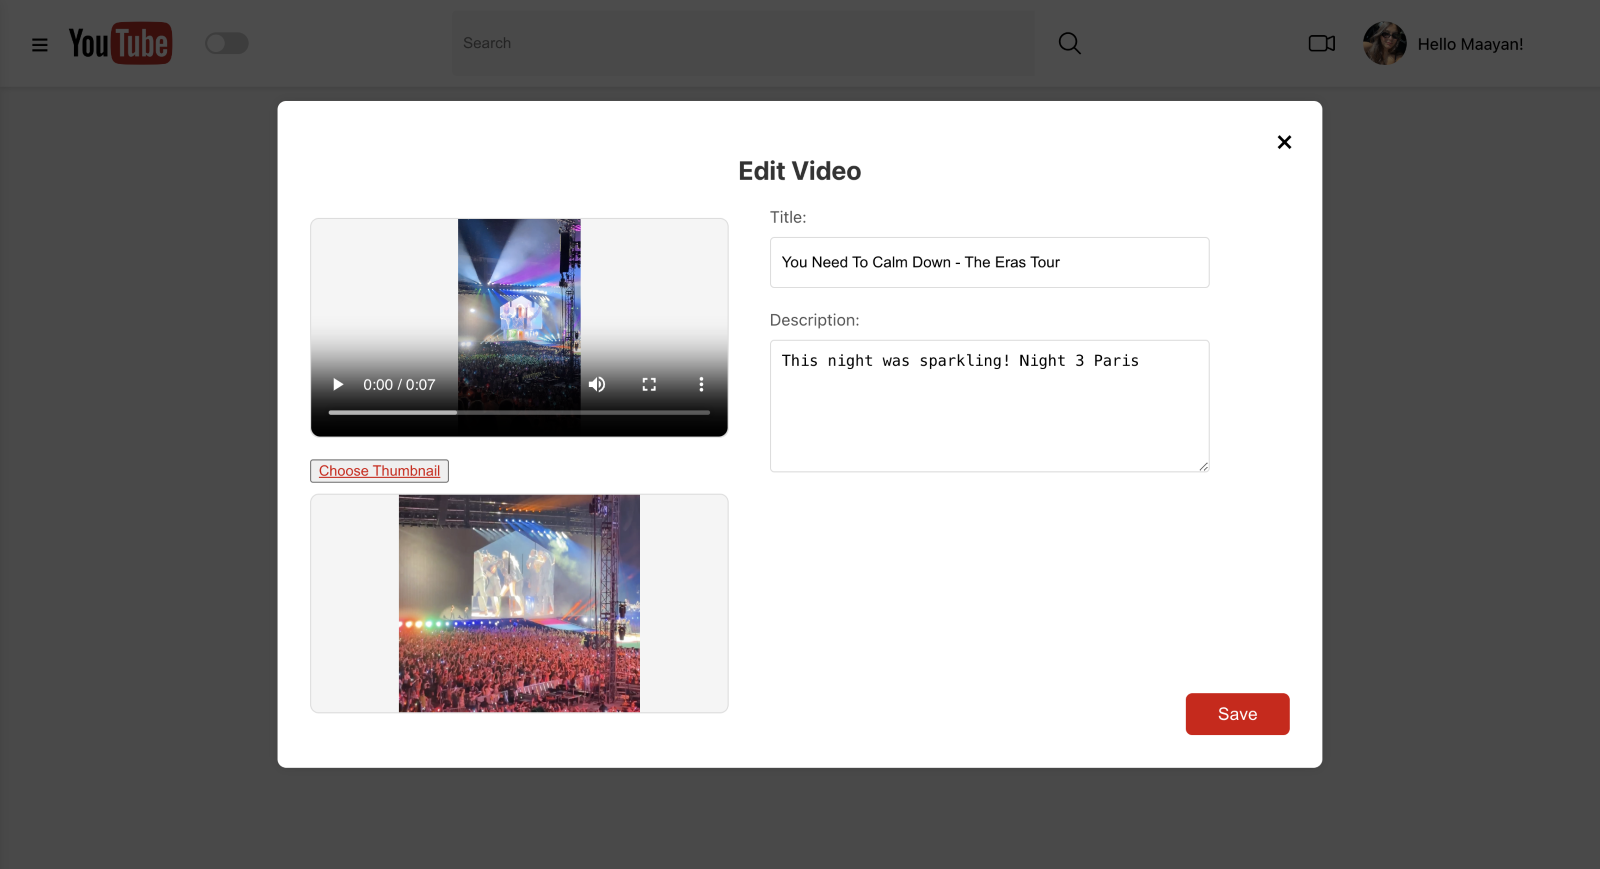 YouTube
Search
Hello Maayan!
Edit Video
Title:
You Need To Calm Down - The Eras Tour
Description:
This night was sparkling! Night 3 Paris
0:00 / 0:07
Choose Thumbnail
Save